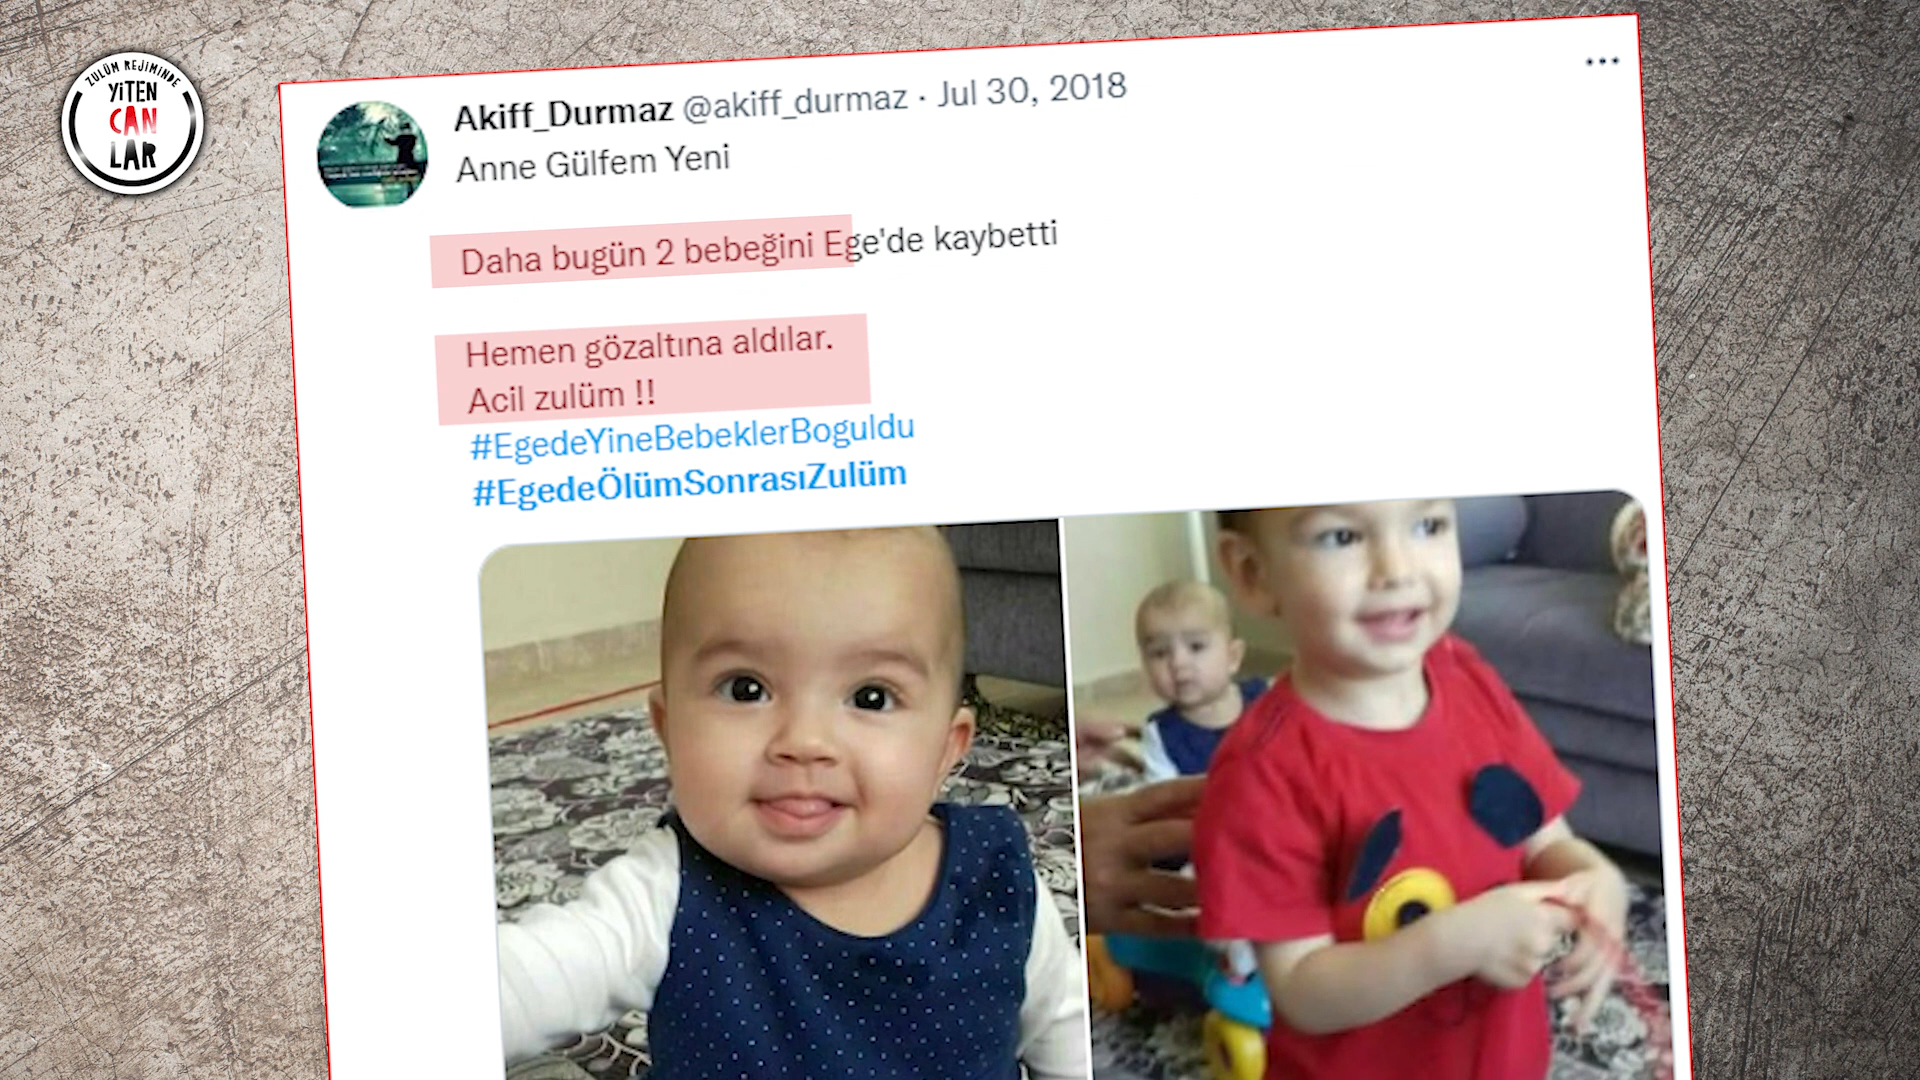 ZULÜM REJİMİNDE
YİTEN
CAN
LAR
Akiff_Durmaz @akiff_durmaz · Jul 30, 2018
Anne Gülfem Yeni
Daha bugün 2 bebeğini Ege'de kaybetti
Hemen gözaltına aldılar.
Acil zulüm !!
#EgedeYineBebeklerBoguldu
#EgedeÖlümSonrasıZulüm